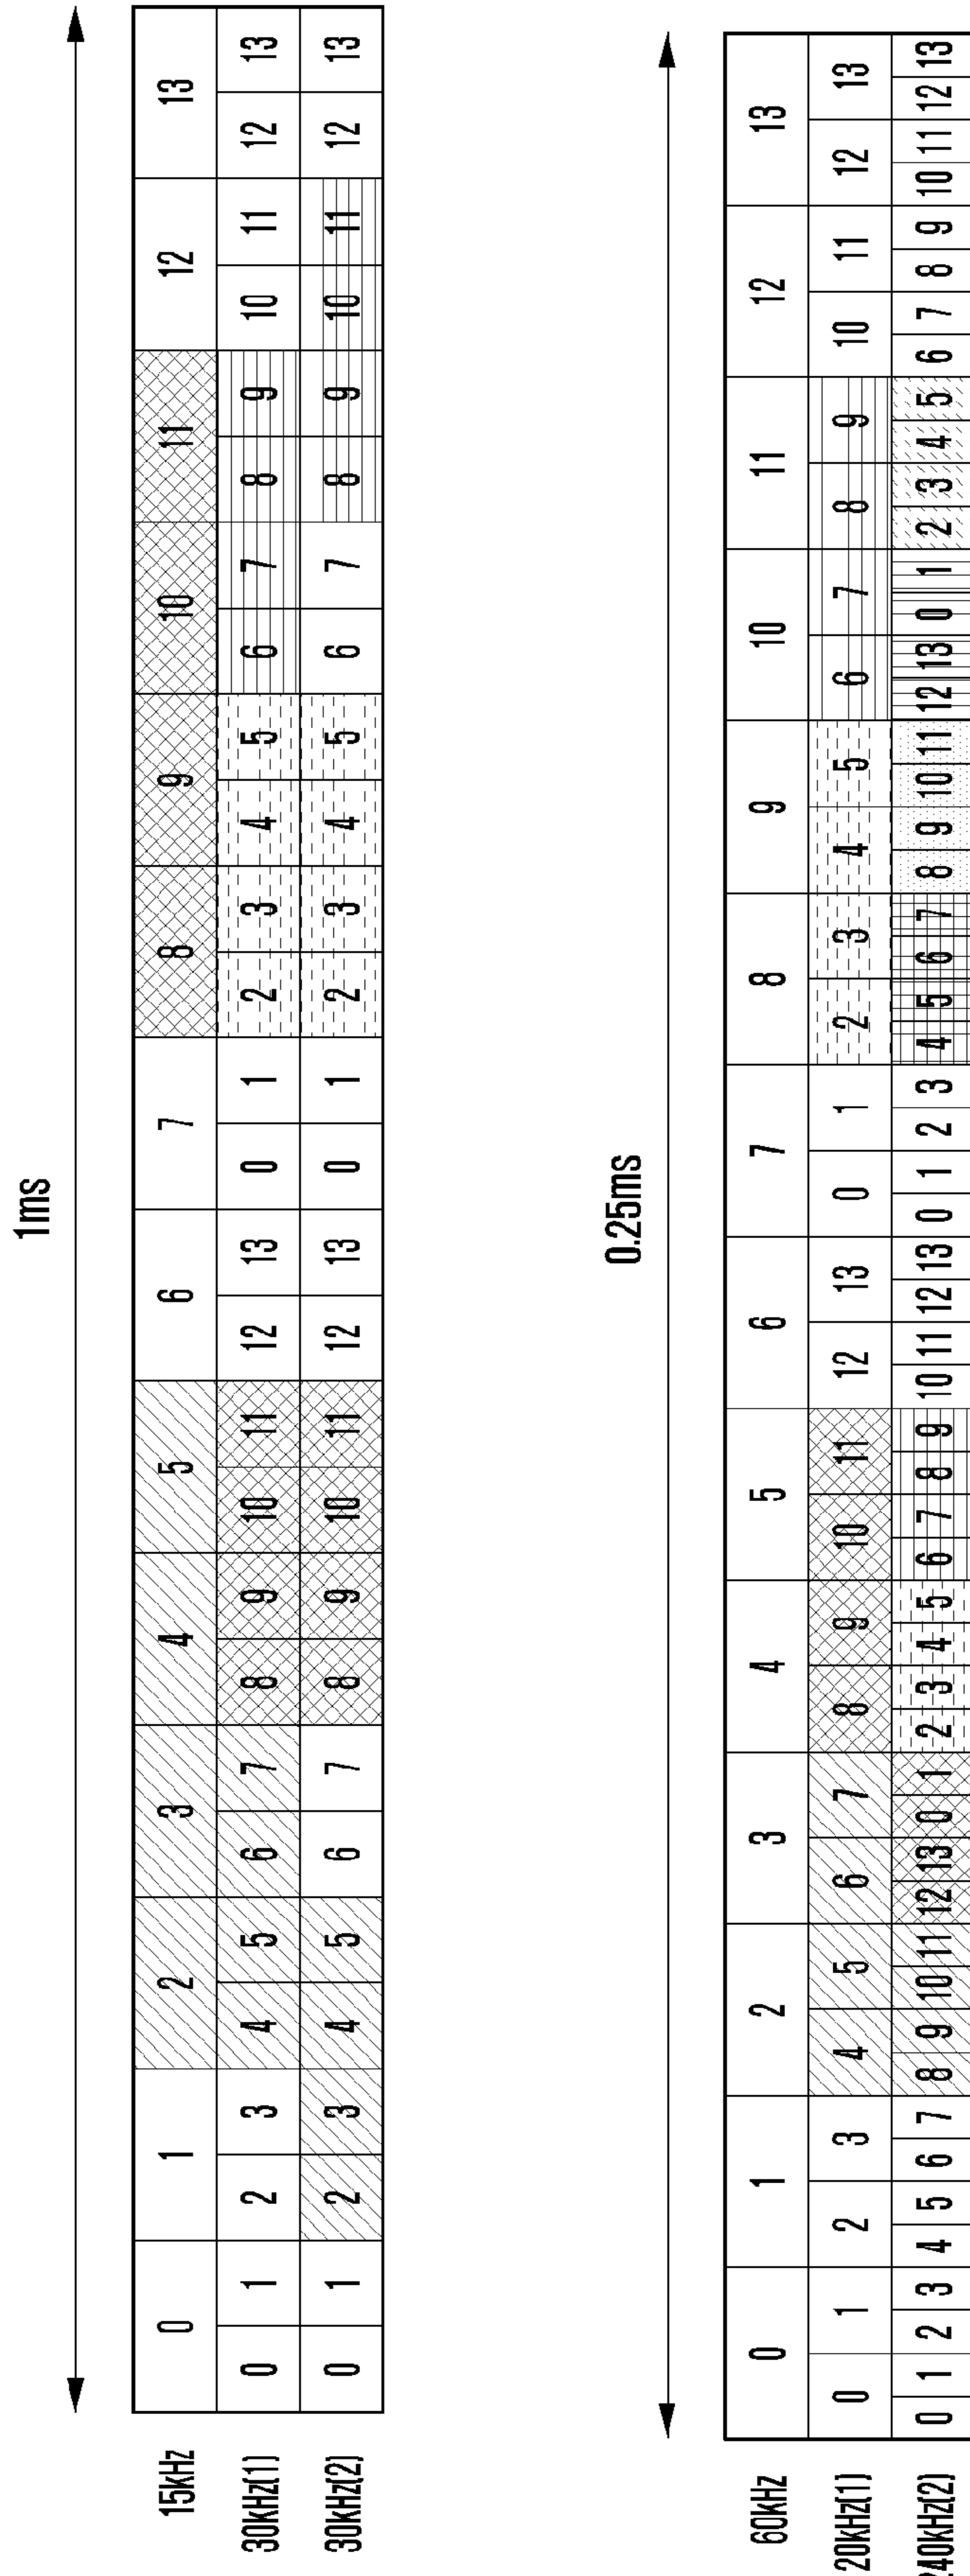 1ms
15KHz 0 1 2 3 4 5 6 7 8 9 10 11 12 13
30KHz(1) 0 1 2 3 4 5 6 7 8 9 10 11 12 13 0 1 2 3 4 5 6 7 8 9 10 11 12 13
30KHz(2) 0 1 2 3 4 5 6 7 8 9 10 11 12 13 0 1 2 3 4 5 6 7 8 9 10 11 12 13
0.25ms
60KHz 0 1 2 3 4 5 6 7 8 9 10 11 12 13
20KHz(1) 0 1 2 3 4 5 6 7 8 9 10 11 12 13 0 1 2 3 4 5 6 7 8 9 10 11 12 13
240KHz(2) 0 1 2 3 4 5 6 7 8 9 10 11 12 13 0 1 2 3 4 5 6 7 8 9 10 11 12 13 0 1 2 3 4 5 6 7 8 9 10 11 12 13 0 1 2 3 4 5 6 7 8 9 10 11 12 13